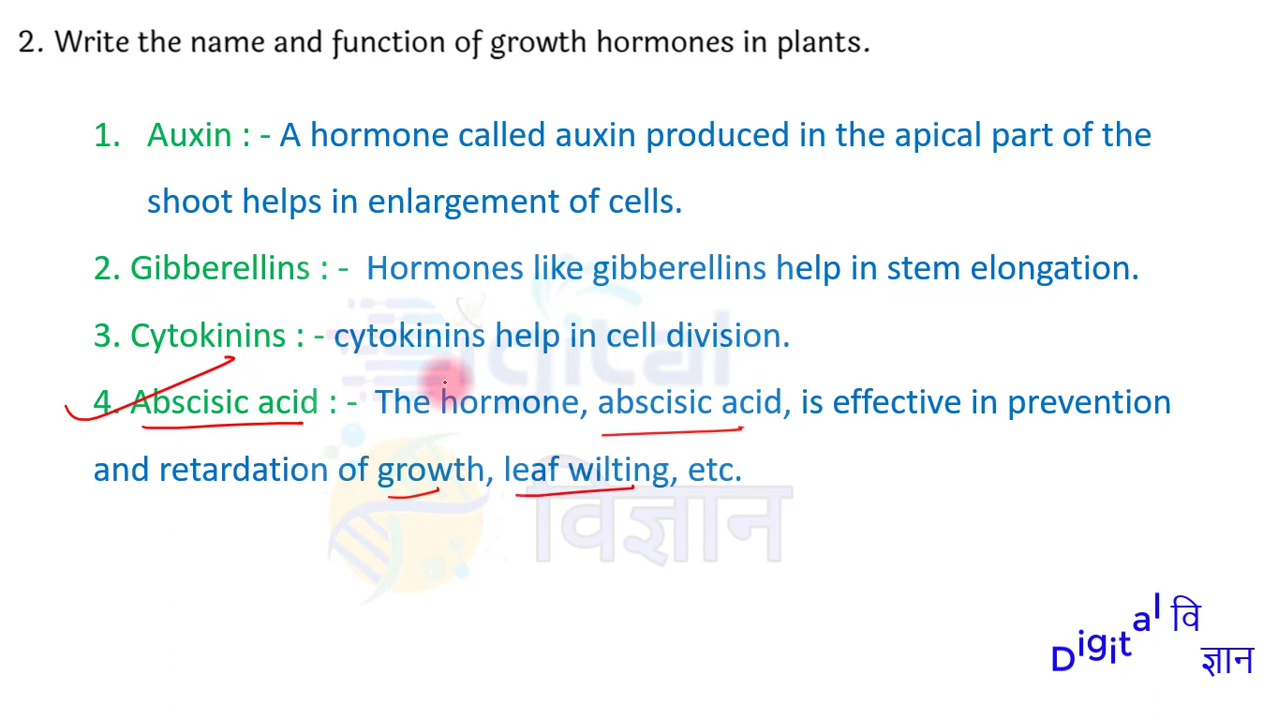 2. Write the name and function of growth hormones in plants.
1. Auxin : - A hormone called auxin produced in the apical part of the
shoot helps in enlargement of cells.
2. Gibberellins : - Hormones like gibberellins help in stem elongation.
3. Cytokinins : - cytokinins help in cell division.
4. Abscisic acid : - The hormone, abscisic acid, is effective in prevention
and retardation of growth, leaf wilting, etc.
Digital
विज्ञान
Digital वि
ज्ञान